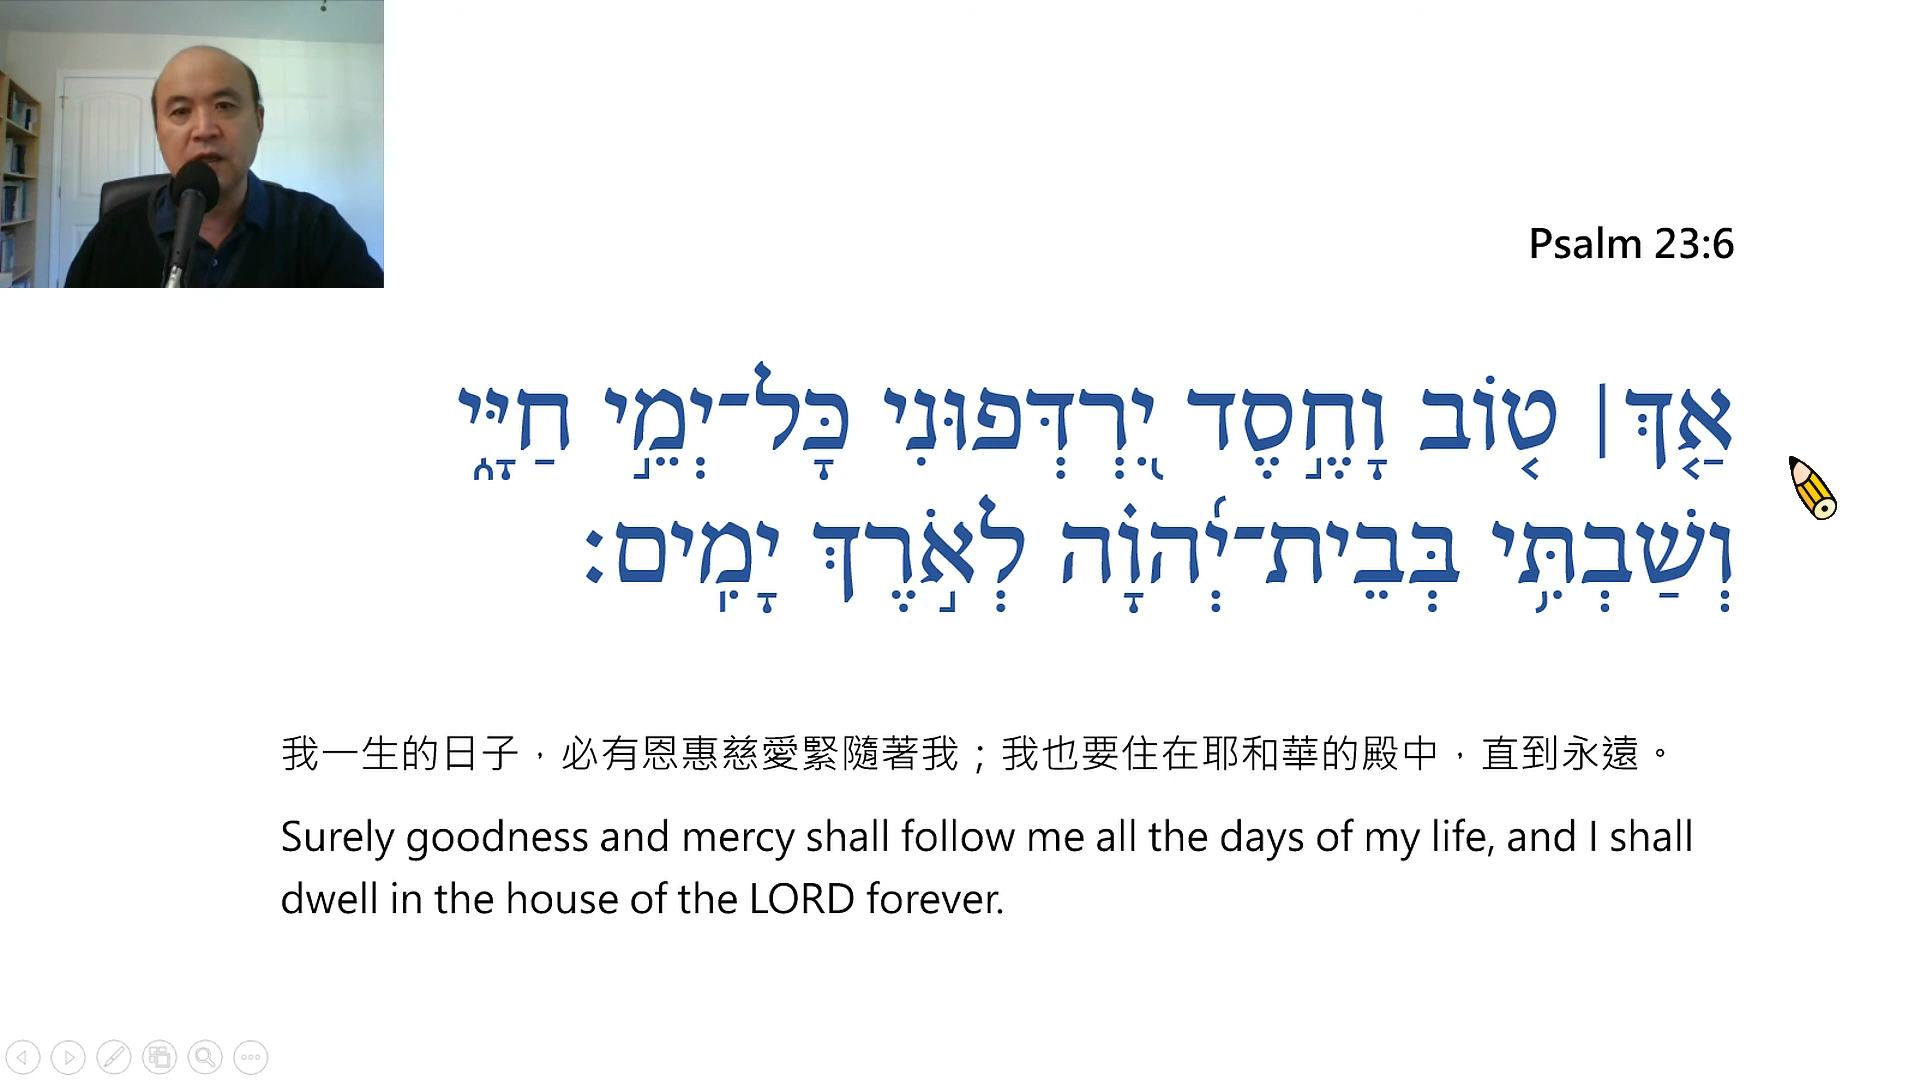 Psalm 23:6
אַ֤ךְ׀ ט֤וֹב וָחֶ֣סֶד יִ֭רְדְּפוּנִי כָּל־יְמֵ֣י חַיָּ֑י
וְשַׁבְתִּ֥י בְּבֵית־יְ֝הוָ֗ה לְאֹ֣רֶךְ יָמִֽים׃
我一生的日子，必有恩惠慈愛緊隨著我；我也要住在耶和華的殿中，直到永遠。
Surely goodness and mercy shall follow me all the days of my life, and I shall
dwell in the house of the LORD forever.